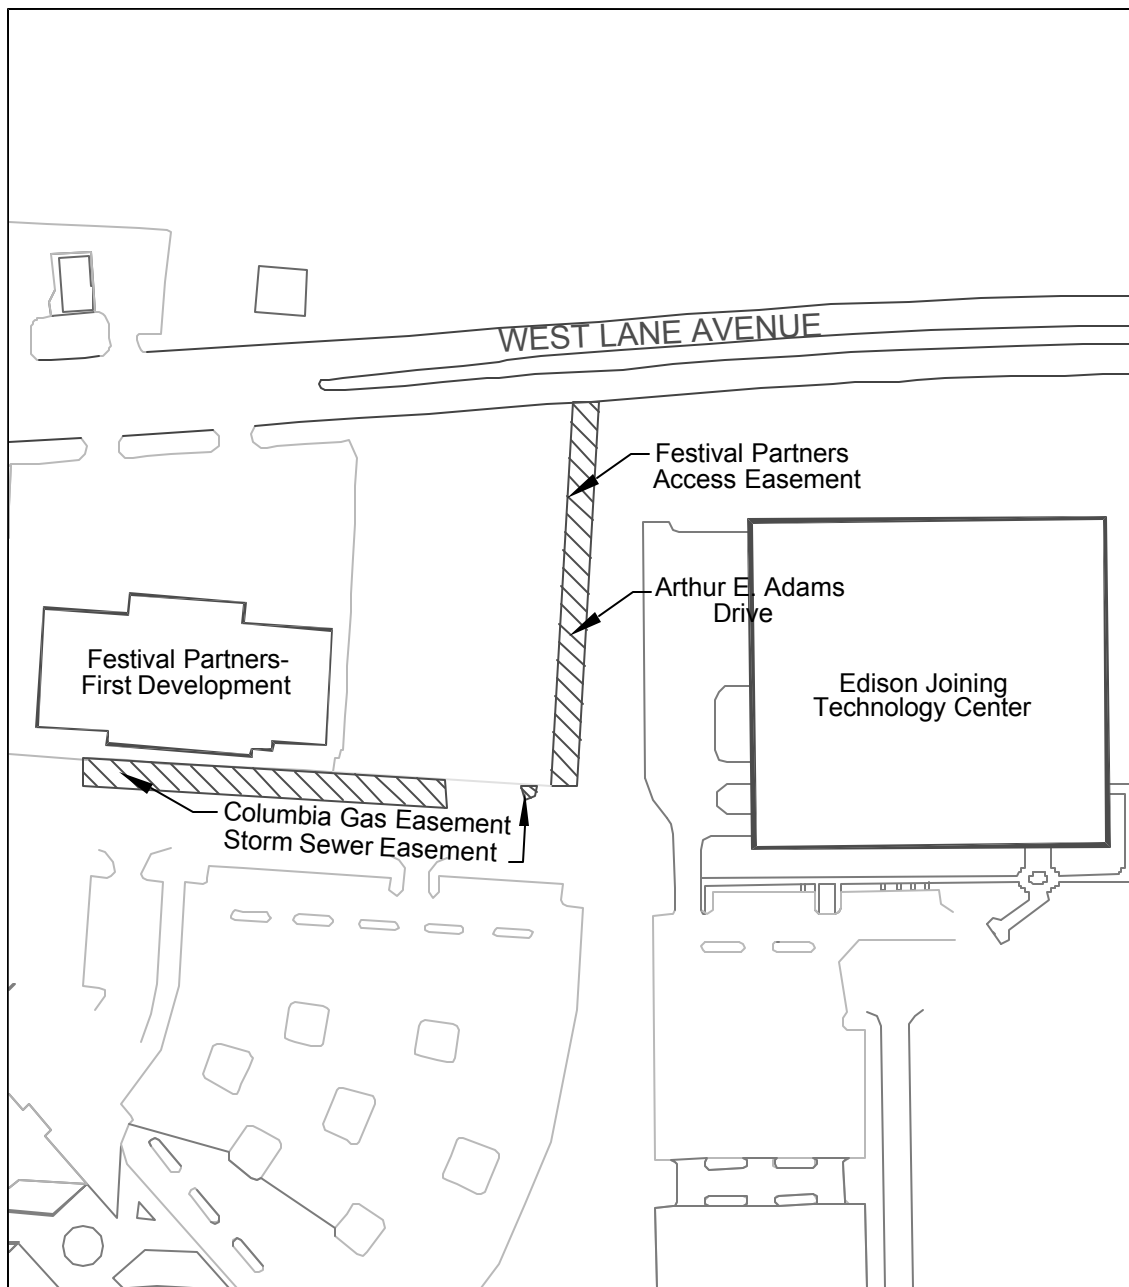 WEST LANE AVENUE
Festival Partners
Access Easement
Arthur E. Adams
Drive
Festival Partners-
First Development
Edison Joining
Technology Center
Columbia Gas Easement
Storm Sewer Easement